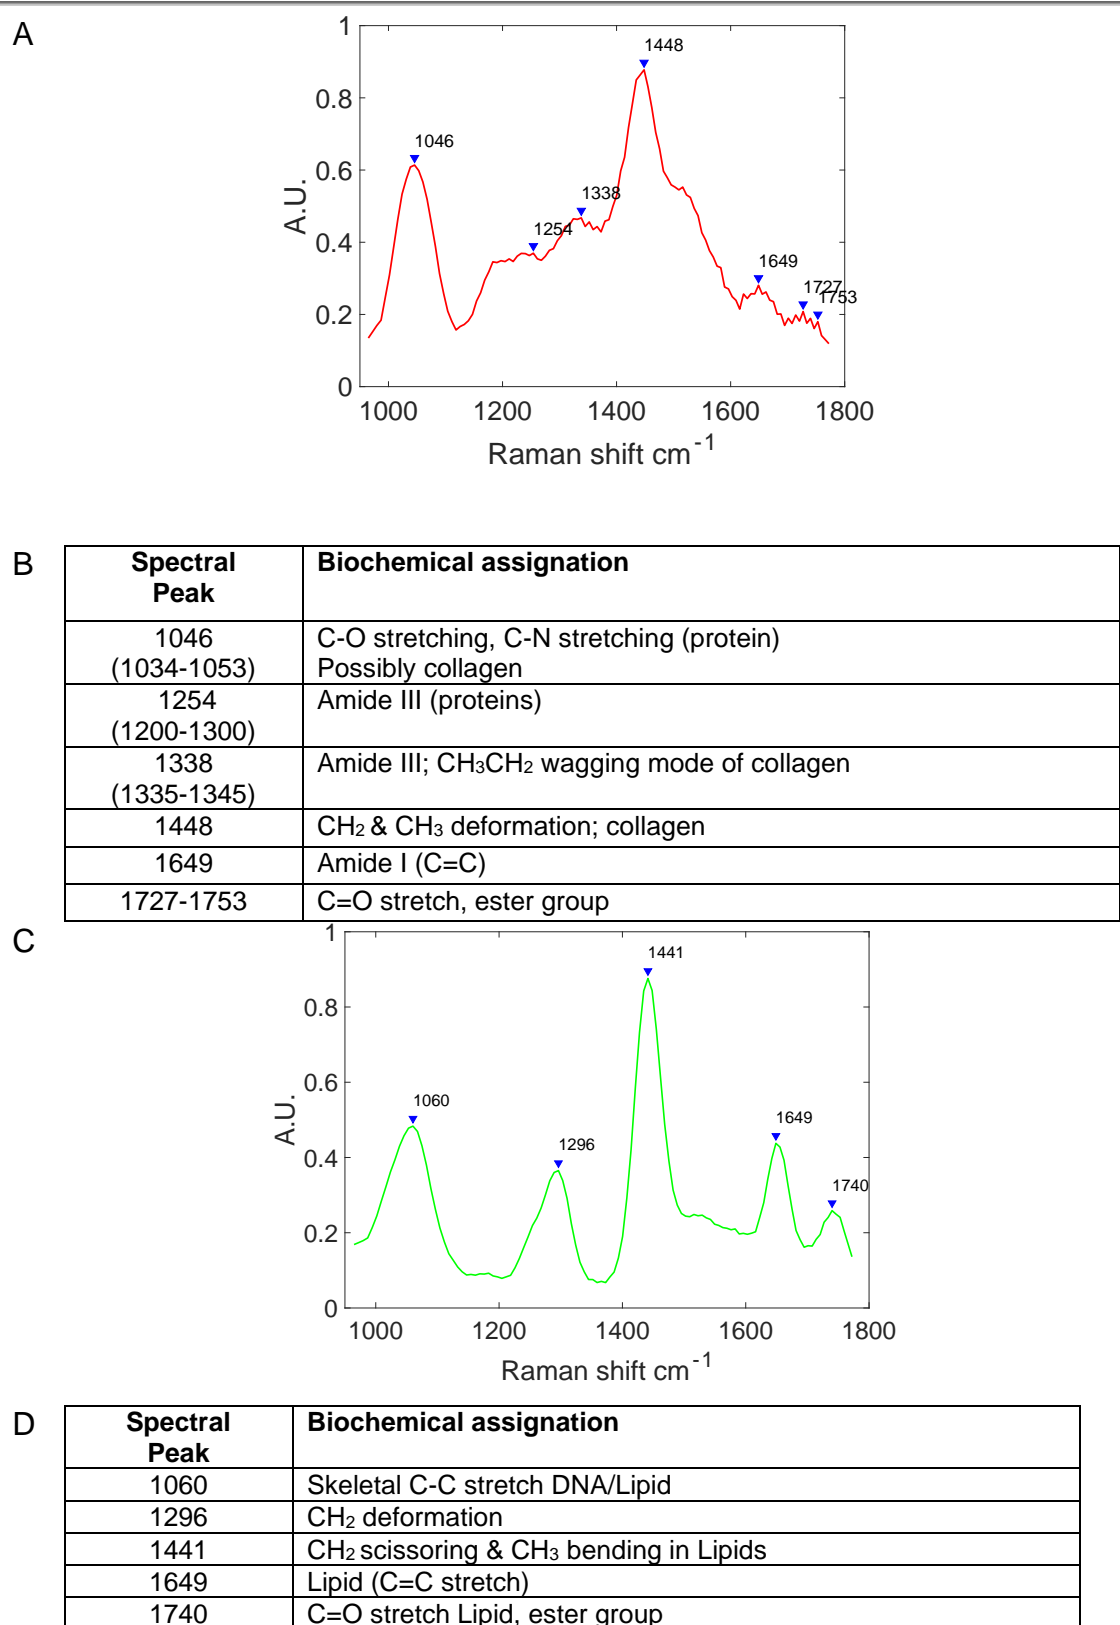 A
1
0.8
0.6
0.4
0.2
0
A.U.
1046
1254
1338
1448
1649
1727
1753
1000 1200 1400 1600 1800
Raman shift cm-1
B
Spectral Peak Biochemical assignation
1046 C-O stretching, C-N stretching (protein)
(1034-1053) Possibly collagen
1254 Amide III (proteins)
(1200-1300)
1338 Amide III; CH3CH2 wagging mode of collagen
(1335-1345)
1448 CH2 & CH3 deformation; collagen
1649 Amide I (C=C)
1727-1753 C=O stretch, ester group
C
1
0.8
0.6
0.4
0.2
0
A.U.
1060
1296
1441
1649
1740
1000 1200 1400 1600 1800
Raman shift cm-1
D
Spectral Peak Biochemical assignation
1060 Skeletal C-C stretch DNA/Lipid
1296 CH2 deformation
1441 CH2 scissoring & CH3 bending in Lipids
1649 Lipid (C=C stretch)
1740 C=O stretch Lipid, ester group